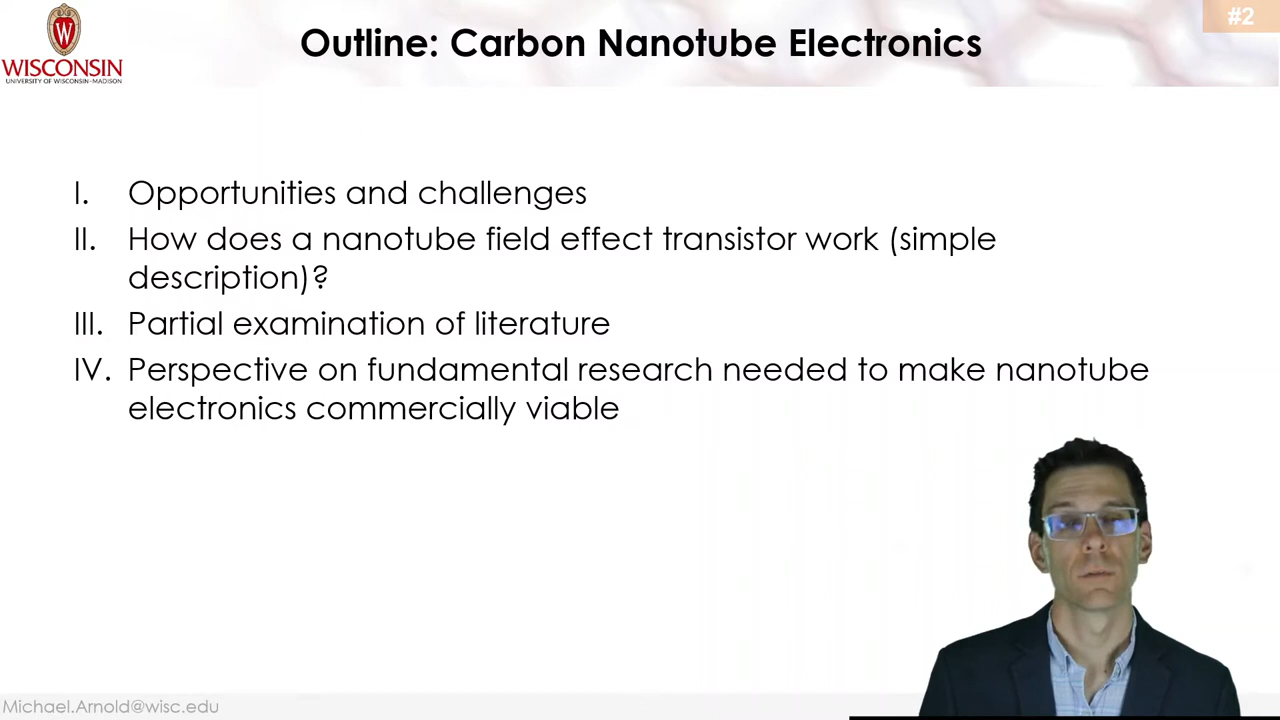 #2
Outline: Carbon Nanotube Electronics
W
WISCONSIN
UNIVERSITY OF WISCONSIN-MADISON
I. Opportunities and challenges
II. How does a nanotube field effect transistor work (simple
description)?
III. Partial examination of literature
IV. Perspective on fundamental research needed to make nanotube
electronics commercially viable
Michael.Arnold@wisc.edu